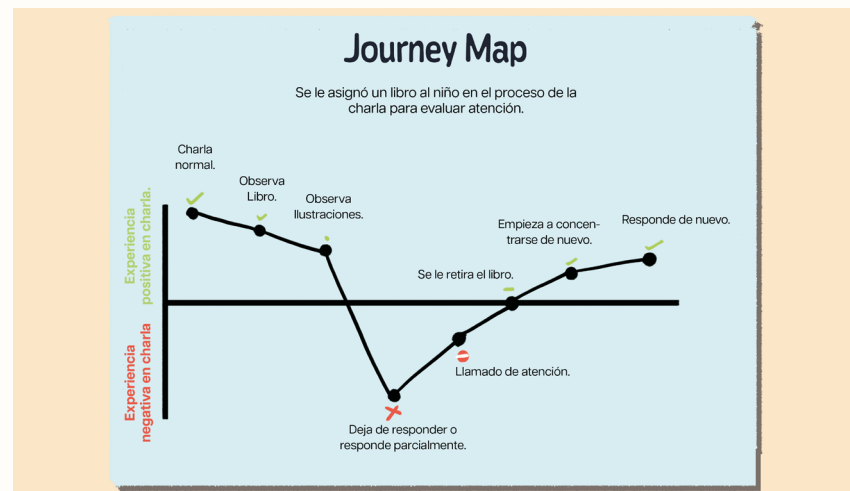 Journey Map
Se le asignó un libro al niño en el proceso de la
charla para evaluar atención.
Charla
normal.
Observa
Libro.
Observa
Ilustraciones.
Empieza a concen-
trarse de nuevo.
Responde de nuevo.
Se le retira el libro.
Experiencia
positiva en charla.
Experiencia
negativa en charla
Llamado de atención.
Deja de responder o
responde parcialmente.